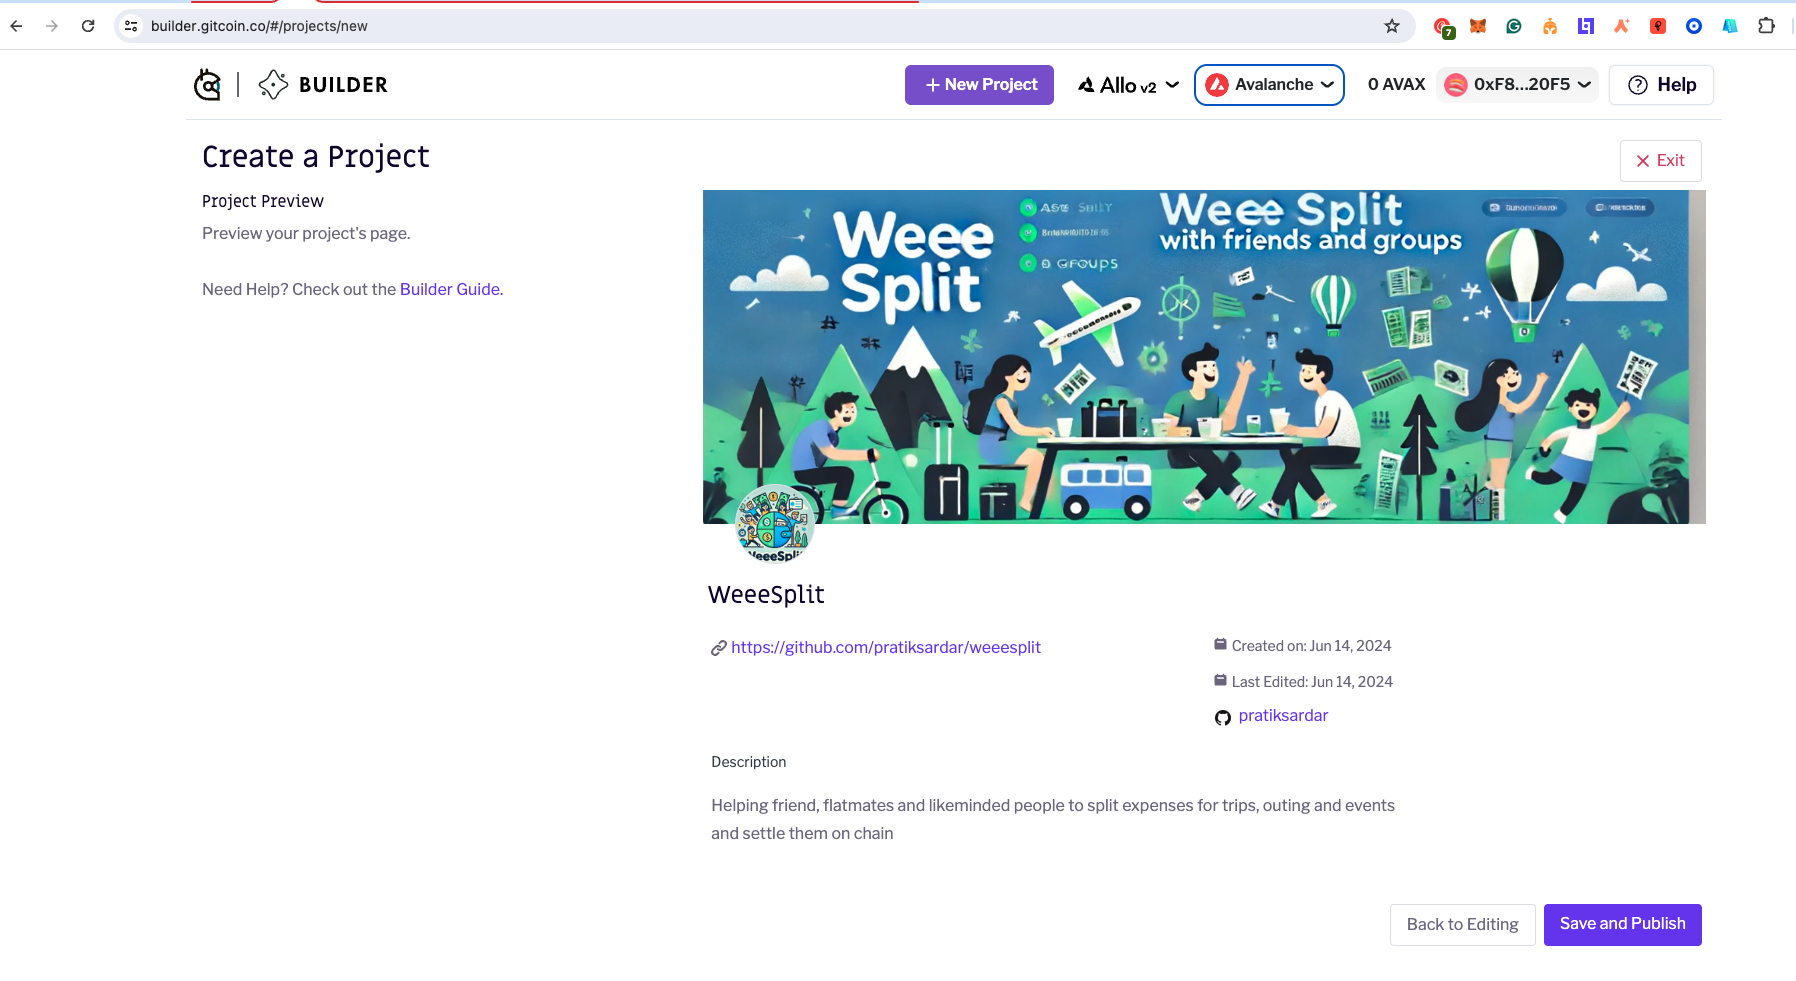 builder.gitcoin.co/#/projects/new
7
BUILDER
New Project
Allo v2
Avalanche
0 AVAX
0xF8...20F5
Help
Create a Project
Exit
Project Preview
Preview your project's page.
Need Help? Check out the Builder Guide.
Weee
Split
GROUPS
Weee Split
with friends and groups
WeeeSplit
WeeeSplit
https://github.com/pratiksardar/weeesplit
Created on: Jun 14, 2024
Last Edited: Jun 14, 2024
pratiksardar
Description
Helping friend, flatmates and likeminded people to split expenses for trips, outing and events
and settle them on chain
Back to Editing
Save and Publish